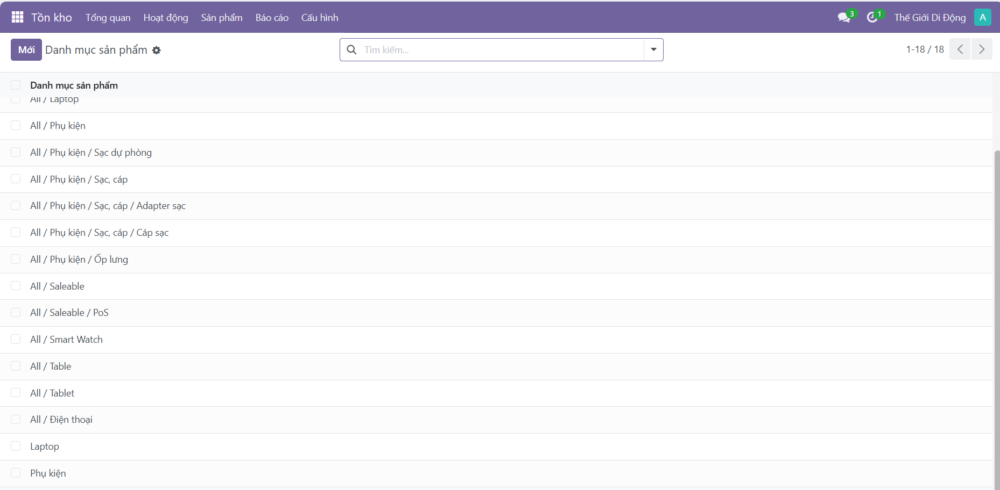 Tồn kho Tổng quan Hoạt động Sản phẩm Báo cáo Cấu hình 3 1 Thế Giới Di Động A
Mới Danh mục sản phẩm Tìm kiếm... 1-18 / 18
Danh mục sản phẩm
All / Laptop
All / Phụ kiện
All / Phụ kiện / Sạc dự phòng
All / Phụ kiện / Sạc, cáp
All / Phụ kiện / Sạc, cáp / Adapter sạc
All / Phụ kiện / Sạc, cáp / Cáp sạc
All / Phụ kiện / Ốp lưng
All / Saleable
All / Saleable / PoS
All / Smart Watch
All / Table
All / Tablet
All / Điện thoại
Laptop
Phụ kiện